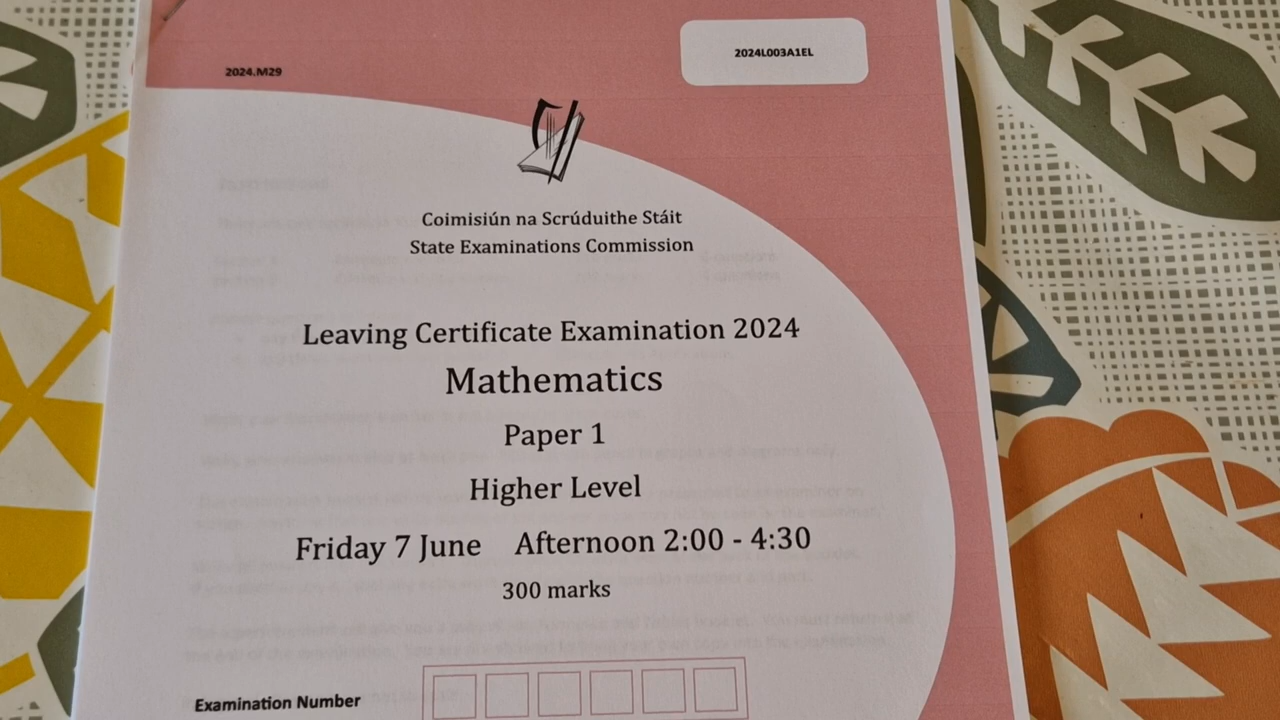 2024.M29
2024L003A1EL
Coimisiún na Scrúduithe Stáit
State Examinations Commission
Leaving Certificate Examination 2024
Mathematics
Paper 1
Higher Level
Friday 7 June Afternoon 2:00 - 4:30
300 marks
Examination Number